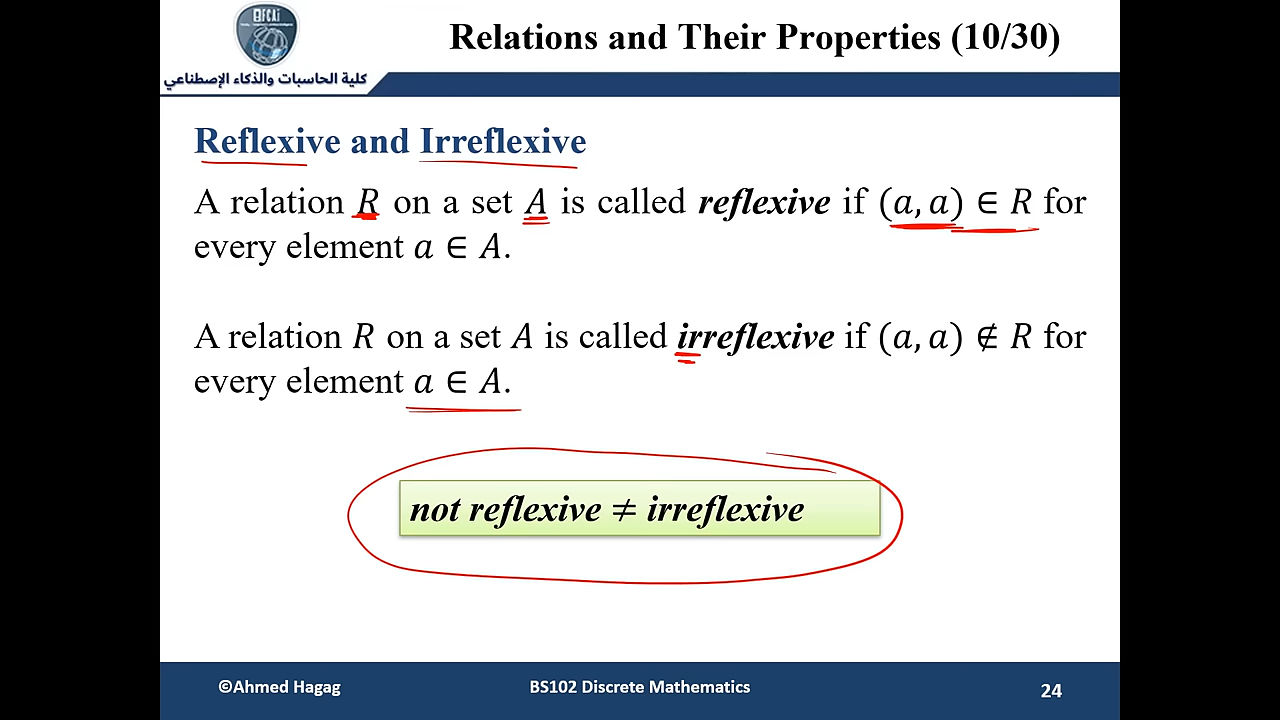 BFCAi
كلية الحاسبات والذكاء الإصطناعي
Relations and Their Properties (10/30)
Reflexive and Irreflexive
A relation 𝑅 on a set 𝐴 is called reflexive if (𝑎, 𝑎) ∈ 𝑅 for
every element 𝑎 ∈ 𝐴.
A relation 𝑅 on a set 𝐴 is called irreflexive if (𝑎, 𝑎) ∉ 𝑅 for
every element 𝑎 ∈ 𝐴.
not reflexive ≠ irreflexive
©Ahmed Hagag
BS102 Discrete Mathematics
24